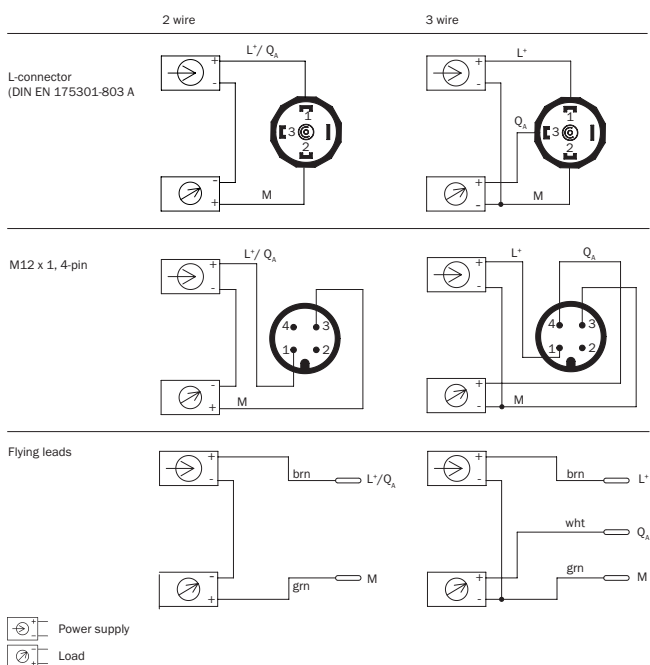 2 wire 3 wire
L-connector
(DIN EN 175301-803 A
L⁺/ Q_A
+
-
1
3
2
-
+
M
L⁺
+
-
Q_A
1
3
2
+
-
M
M12 x 1, 4-pin
L⁺/ Q_A
+
-
4 3
1 2
-
+
M
L⁺ Q_A
+
-
4 3
1 2
+
-
M
Flying leads
+
-
brn L⁺/Q_A
-
+
grn M
+
-
brn L⁺
wht Q_A
+
-
grn M
+
-
Power supply
-
+
Load